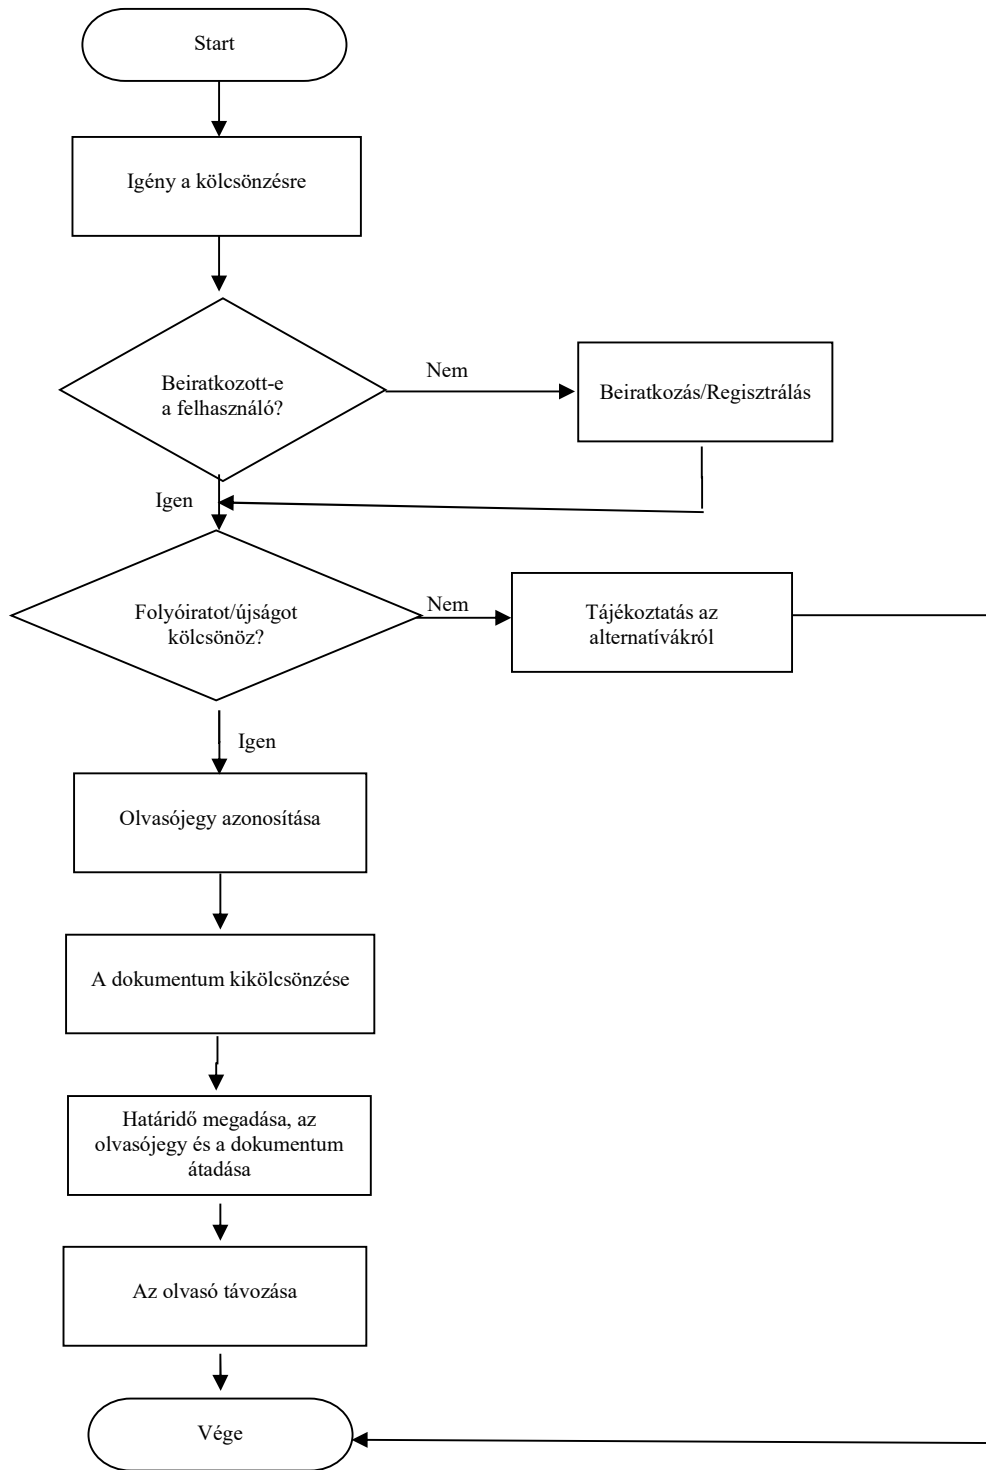 Start
Igény a kölcsönzésre
Beiratkozott-e
a felhasználó?
Nem
Beiratkozás/Regisztrálás
Igen
Folyóiratot/újságot
kölcsönöz?
Nem
Tájékoztatás az
alternatívákról
Igen
Olvasójegy azonosítása
A dokumentum kikölcsönzése
Határidő megadása, az
olvasójegy és a dokumentum
átadása
Az olvasó távozása
Vége